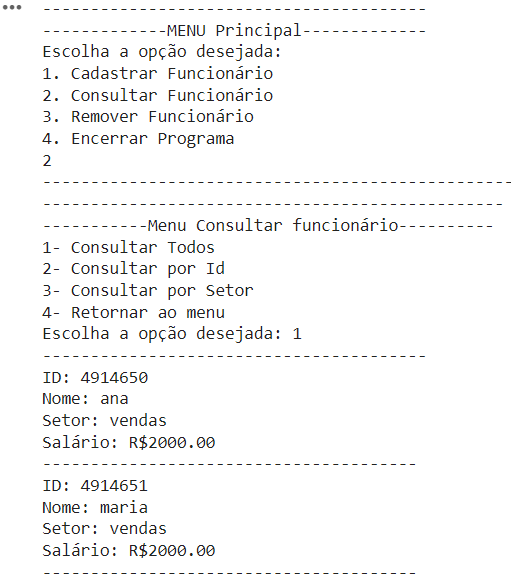 ----------------------------------------
-------------MENU Principal-------------
Escolha a opção desejada:
1. Cadastrar Funcionário
2. Consultar Funcionário
3. Remover Funcionário
4. Encerrar Programa
2
-------------------------------------------------
------------------------------------------------
-----------Menu Consultar funcionário----------
1- Consultar Todos
2- Consultar por Id
3- Consultar por Setor
4- Retornar ao menu
Escolha a opção desejada: 1
----------------------------------------
ID: 4914650
Nome: ana
Setor: vendas
Salário: R$2000.00
---------------------------------------
ID: 4914651
Nome: maria
Setor: vendas
Salário: R$2000.00
---------------------------------------